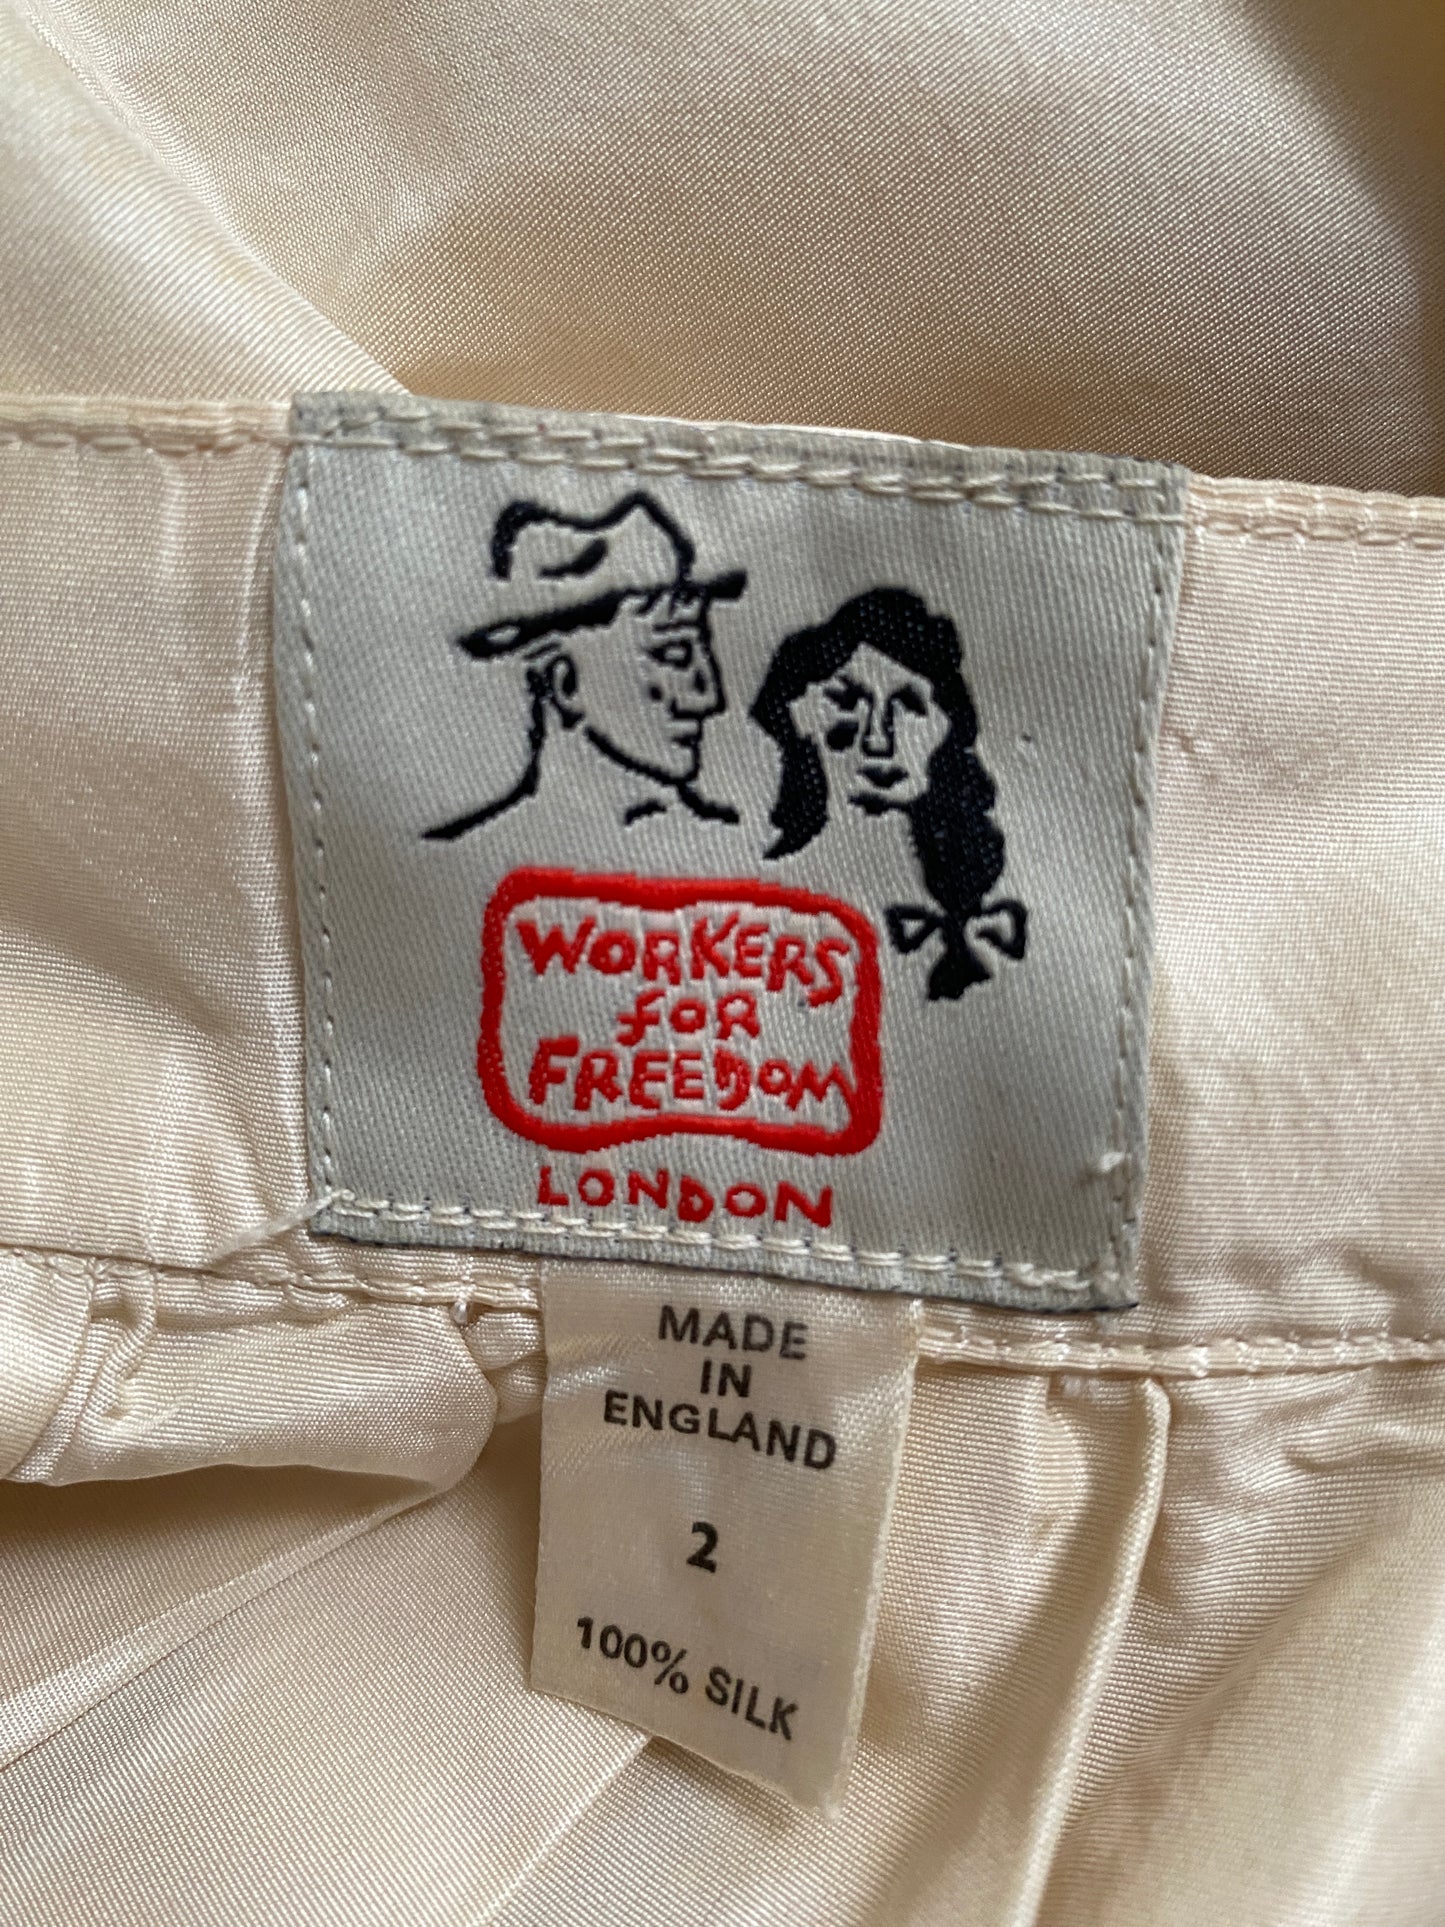 WORKERS
FOR
FREEDOM
LONDON
MADE
IN
ENGLAND
2
100% SILK